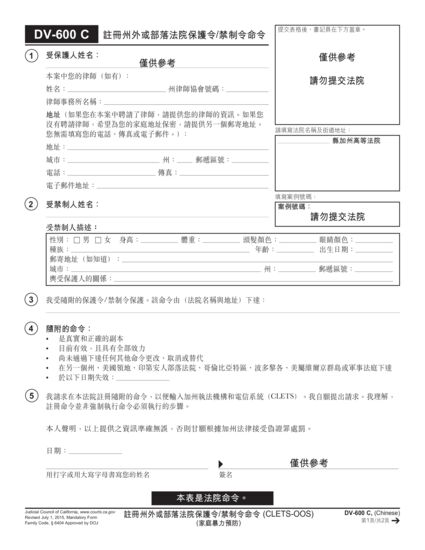 DV-600 C 註冊州外或部落法院保護令/禁制令命令
提交表格後，書記員在下方蓋章。
僅供參考
請勿提交法院
請填寫法院名稱及街道地址：
縣加州高等法院
填寫案例號碼：
案例號碼：
請勿提交法院
1 受保護人姓名：
僅供參考
本案中您的律師（如有）：
姓名： 州律師協會號碼：
律師事務所名稱：
地址（如果您在本案中聘請了律師，請提供您的律師的資訊。如果您
沒有聘請律師，希望為您的家庭地址保密，請提供另一個郵寄地址。
您無需填寫您的電話、傳真或電子郵件。）：
地址：
城市： 州： 郵遞區號：
電話： 傳真：
電子郵件地址：
2 受禁制人姓名：
受禁制人描述：
性別： □ 男 □ 女 身高： 體重： 頭髮顏色： 眼睛顏色：
種族： 年齡： 出生日期：
郵寄地址（如知道）：
城市： 州： 郵遞區號：
與受保護人的關係：
3 我受隨附的保護令/禁制令保護。該命令由（法院名稱與地址）下達：
4 隨附的命令：
• 是真實和正確的副本
• 目前有效，且具有全部效力
• 尚未通過下達任何其他命令更改、取消或替代
• 在另一個州、美國領地、印第安人部落法院、哥倫比亞特區、波多黎各、美屬維爾京群島或軍事法庭下達
• 於以下日期失效：
5 我請求在本法院註冊隨附的命令，以便輸入加州執法機構和電信系統（CLETS）。我自願提出請求。我理解，
註冊命令並非強制執行命令必須執行的步驟。
本人聲明，以上提供之資訊準確無誤，否則甘願根據加州法律接受偽證罪處罰。
日期：
僅供參考
用打字或用大寫字母書寫您的姓名 簽名
本表是法院命令。
Judicial Council of California, www.courts.ca.gov
Revised July 1, 2016, Mandatory Form
Family Code, § 6404 Approved by DOJ
註冊州外或部落法院保護令/禁制令命令 (CLETS-OOS)
(家庭暴力預防)
DV-600 C, (Chinese)
第1頁/共2頁 →